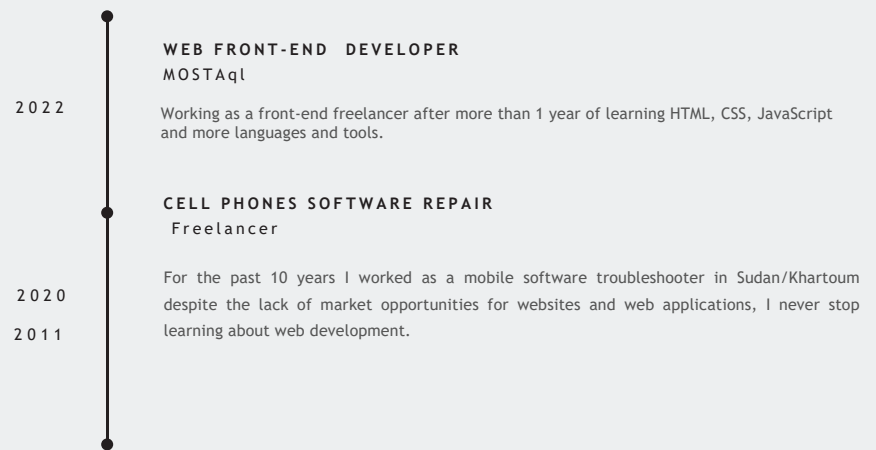 WEB FRONT-END DEVELOPER
MOSTAql
2022
Working as a front-end freelancer after more than 1 year of learning HTML, CSS, JavaScript
and more languages and tools.
CELL PHONES SOFTWARE REPAIR
Freelancer
For the past 10 years I worked as a mobile software troubleshooter in Sudan/Khartoum
2020
despite the lack of market opportunities for websites and web applications, I never stop
2011
learning about web development.